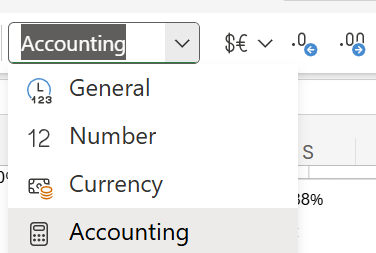 Accounting
$€
.0
.00
General
123
12 Number
Currency
S
38%
Accounting